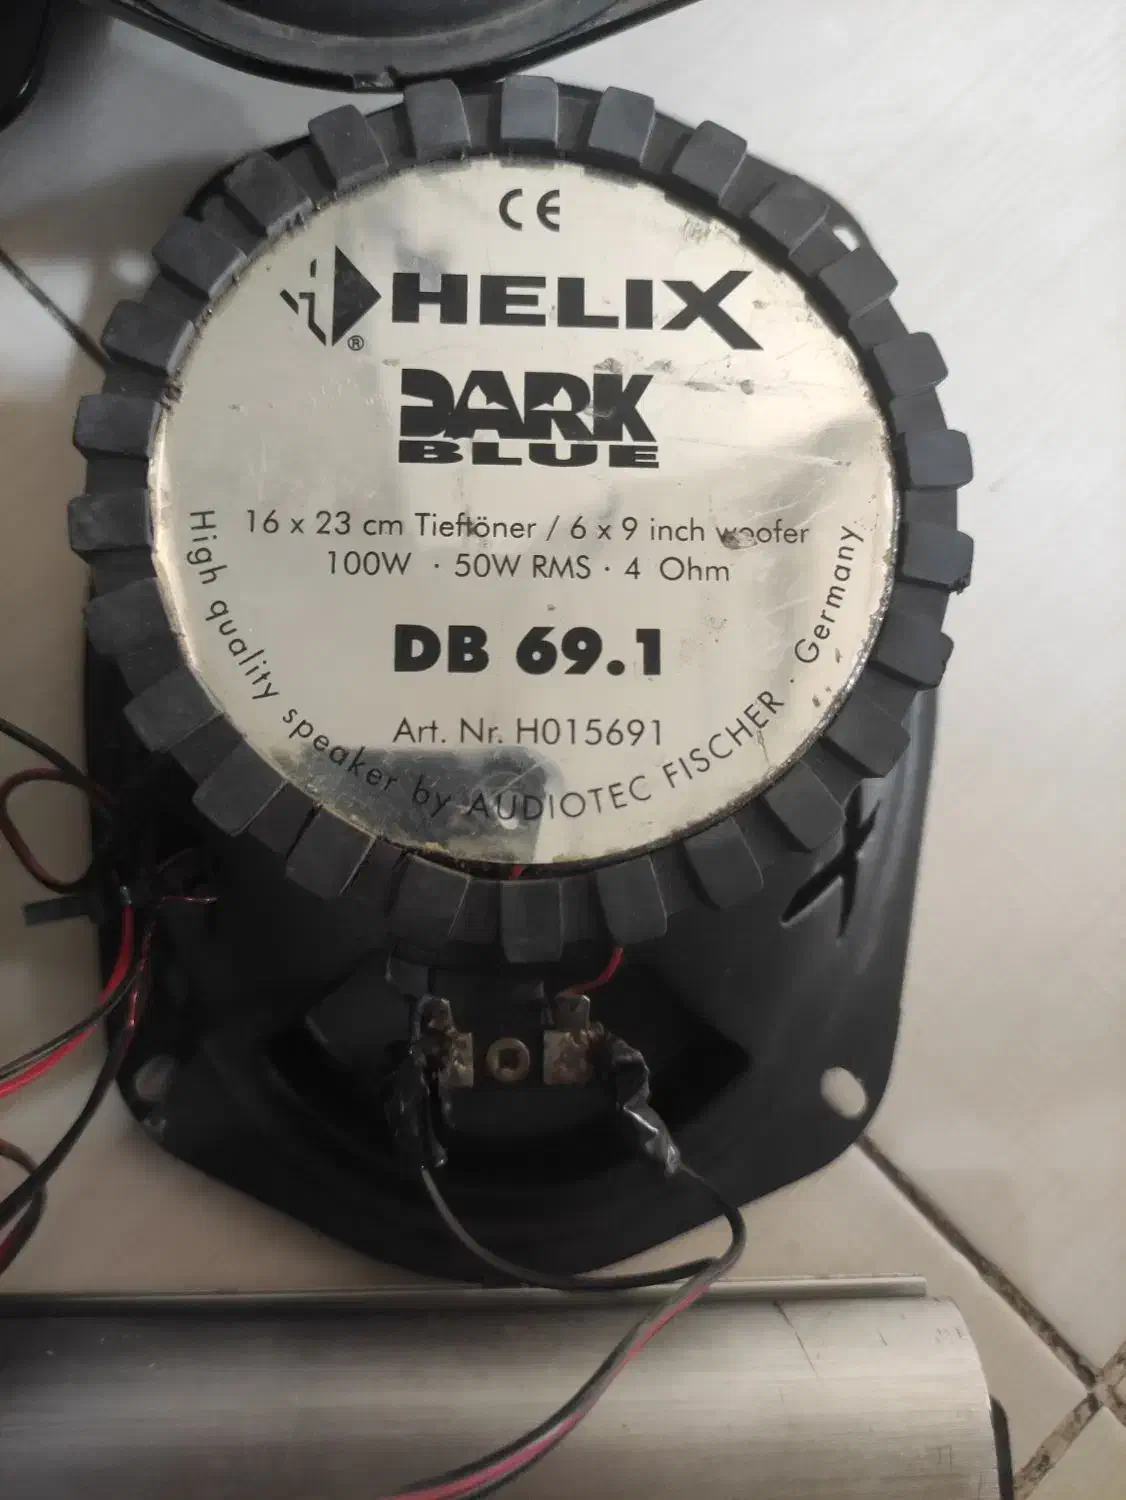 CE
HELIX
®
DARK
BLUE
16 x 23 cm Tieftöner / 6 x 9 inch woofer
100W · 50W RMS · 4 Ohm
DB 69.1
Art. Nr. H015691
High quality speaker by AUDIOTEC FISCHER · Germany